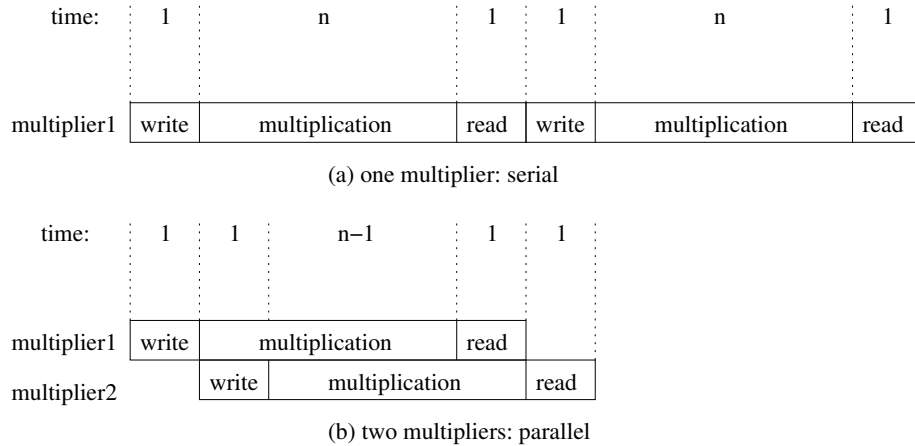 time: 1 n 1 1 n 1
multiplier1 write multiplication read write multiplication read
(a) one multiplier: serial
time: 1 1 n−1 1 1
multiplier1 write multiplication read
multiplier2 write multiplication read
(b) two multipliers: parallel